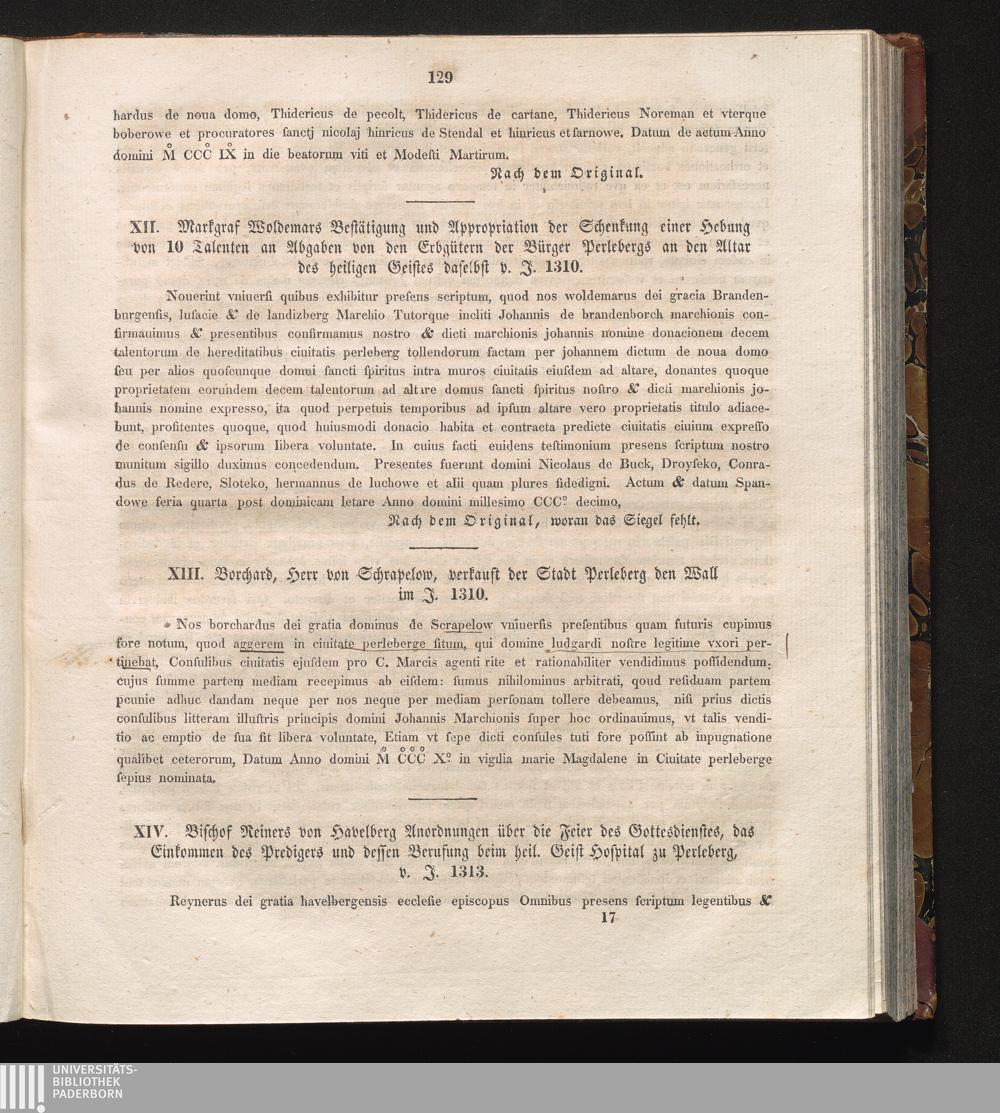 129
hardus de noua domo, Thidericus de pecolt, Thidericus de cartane, Thidericus Noreman et vterque
boberowe et procuratores ſanctj nicolaj hinricus de Stendal et hinricus et ſarnowe. Datum de actum Anno
domini M̊ CCC̊ IX̊ in die beatorum viti et Modeſti Martirum.
Nach dem Original.
XII. Markgraf Woldemars Beſtätigung und Appropriation der Schenkung einer Hebung
von 10 Talenten an Abgaben von den Erbgütern der Bürger Perlebergs an den Altar
des heiligen Geiſtes daſelbſt v. J. 1310.
Nouerint vniuerſi quibus exhibitur preſens scriptum, quod nos woldemarus dei gracia Branden-
burgenſis, luſacie & de landizberg Marchio Tutorque incliti Johannis de brandenborch marchionis con-
firmauimus & presentibus confirmamus nostro & dicti marchionis johannis nomine donacionem decem
talentorum de hereditatibus ciuitatis perleberg tollendorum factam per johannem dictum de noua domo
ſeu per alios quoſcunque domui ſancti ſpiritus intra muros ciuitatis eiuſdem ad altare, donantes quoque
proprietatem eorundem decem talentorum ad altare domus ſancti ſpiritus noſtro & dicti marchionis jo-
hannis nomine expresso, ita quod perpetuis temporibus ad ipſum altare vero proprietatis titulo adiace-
bunt, profitentes quoque, quod huiusmodi donacio habita et contracta predicte ciuitatis ciuium expreſſo
de conſenſu & ipsorum libera voluntate. In cuius facti euidens teſtimonium presens ſcriptum nostro
munitum sigillo duximus concedendum. Presentes fuerunt domini Nicolaus de Buck, Droyſeko, Conra-
dus de Redere, Sloteko, hermannus de luchowe et alii quam plures fidedigni. Actum & datum Span-
dowe feria quarta post dominicam letare Anno domini millesimo CCCº decimo,
Nach dem Original, woran das Siegel fehlt.
XIII. Borchard, Herr von Schrapelow, verkauft der Stadt Perleberg den Wall
im J. 1310.
Nos borchardus dei gratia dominus de Scrapelow vniuerſis preſentibus quam futuris cupimus
fore notum, quod aggerem in ciuitate perleberge ſitum, qui domine ludgardi noſtre legitime vxori per-
tinebat, Conſulibus ciuitatis ejuſdem pro C. Marcis agenti rite et rationabiliter vendidimus poſſidendum;
cujus ſumme partem mediam recepimus ab eiſdem: ſumus nihilominus arbitrati, qoud reſiduam partem
pcunie adhuc dandam neque per nos neque per mediam perſonam tollere debeamus, niſi prius dictis
conſulibus litteram illuſtris principis domini Johannis Marchionis ſuper hoc ordinauimus, vt talis vendi-
tio ac emptio de ſua ſit libera voluntate, Etiam vt ſepe dicti conſules tuti fore poſſint ab inpugnatione
qualibet ceterorum, Datum Anno domini M̊ C̊C̊C̊ Xº in vigilia marie Magdalene in Ciuitate perleberge
ſepius nominata.
XIV. Biſchof Reiners von Havelberg Anordnungen über die Feier des Gottesdienſtes, das
Einkommen des Predigers und deſſen Berufung beim heil. Geiſt Hoſpital zu Perleberg,
v. J. 1313.
Reynerus dei gratia havelbergensis eccleſie episcopus Omnibus presens ſcriptum legentibus &
17
UNIVERSITÄTS-
BIBLIOTHEK
PADERBORN